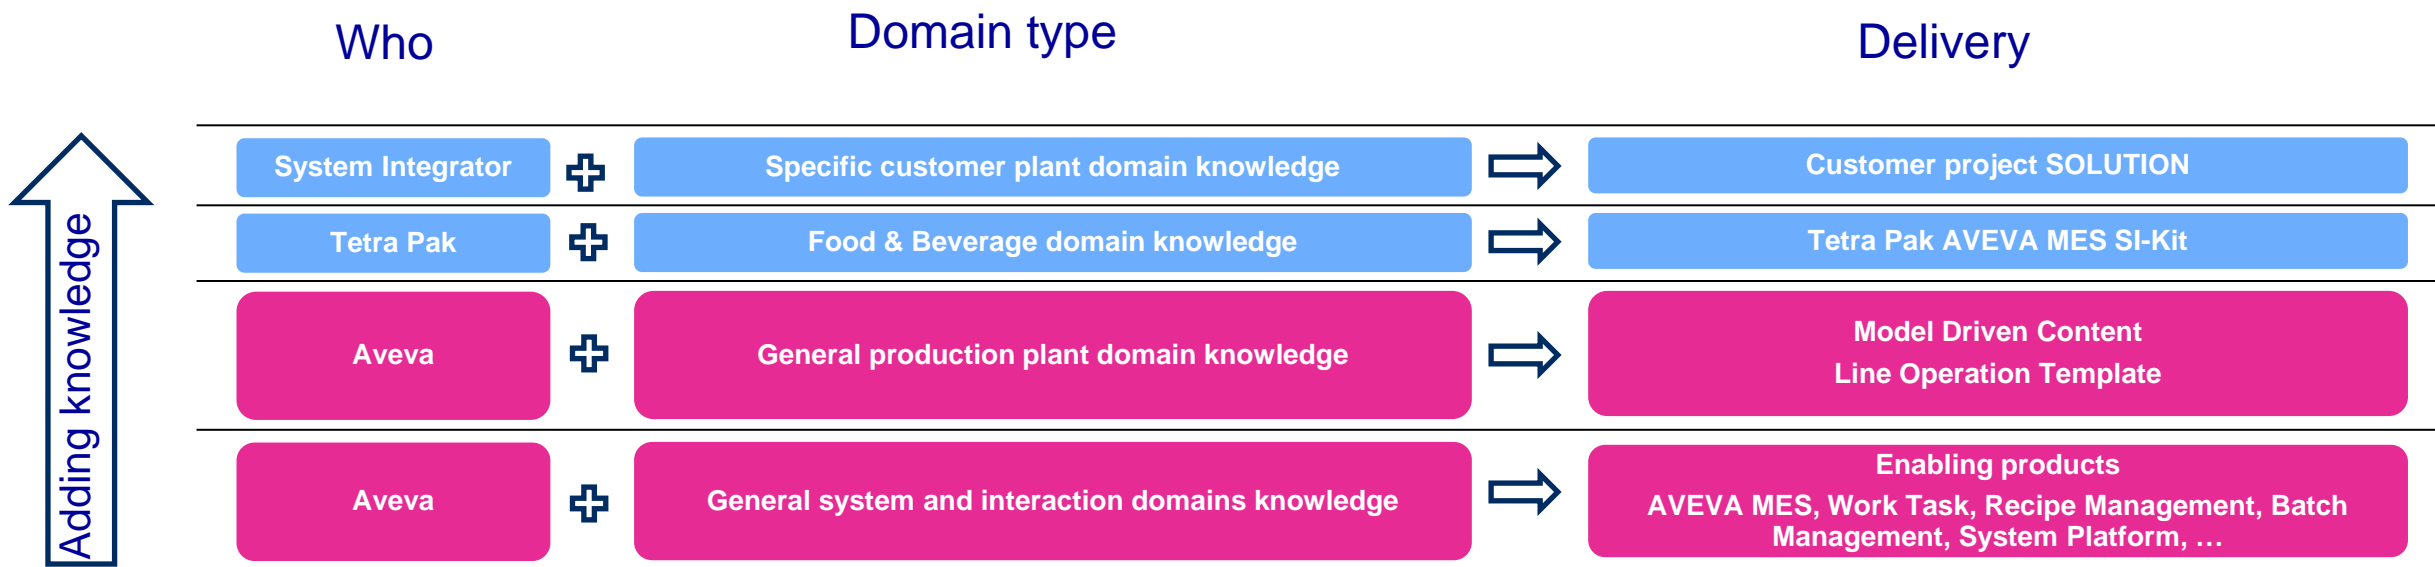 Who
Domain type
Delivery
Adding knowledge
System Integrator
Specific customer plant domain knowledge
Customer project SOLUTION
Tetra Pak
Food & Beverage domain knowledge
Tetra Pak AVEVA MES SI-Kit
Aveva
General production plant domain knowledge
Model Driven Content
Line Operation Template
Aveva
General system and interaction domains knowledge
Enabling products
AVEVA MES, Work Task, Recipe Management, Batch
Management, System Platform, …